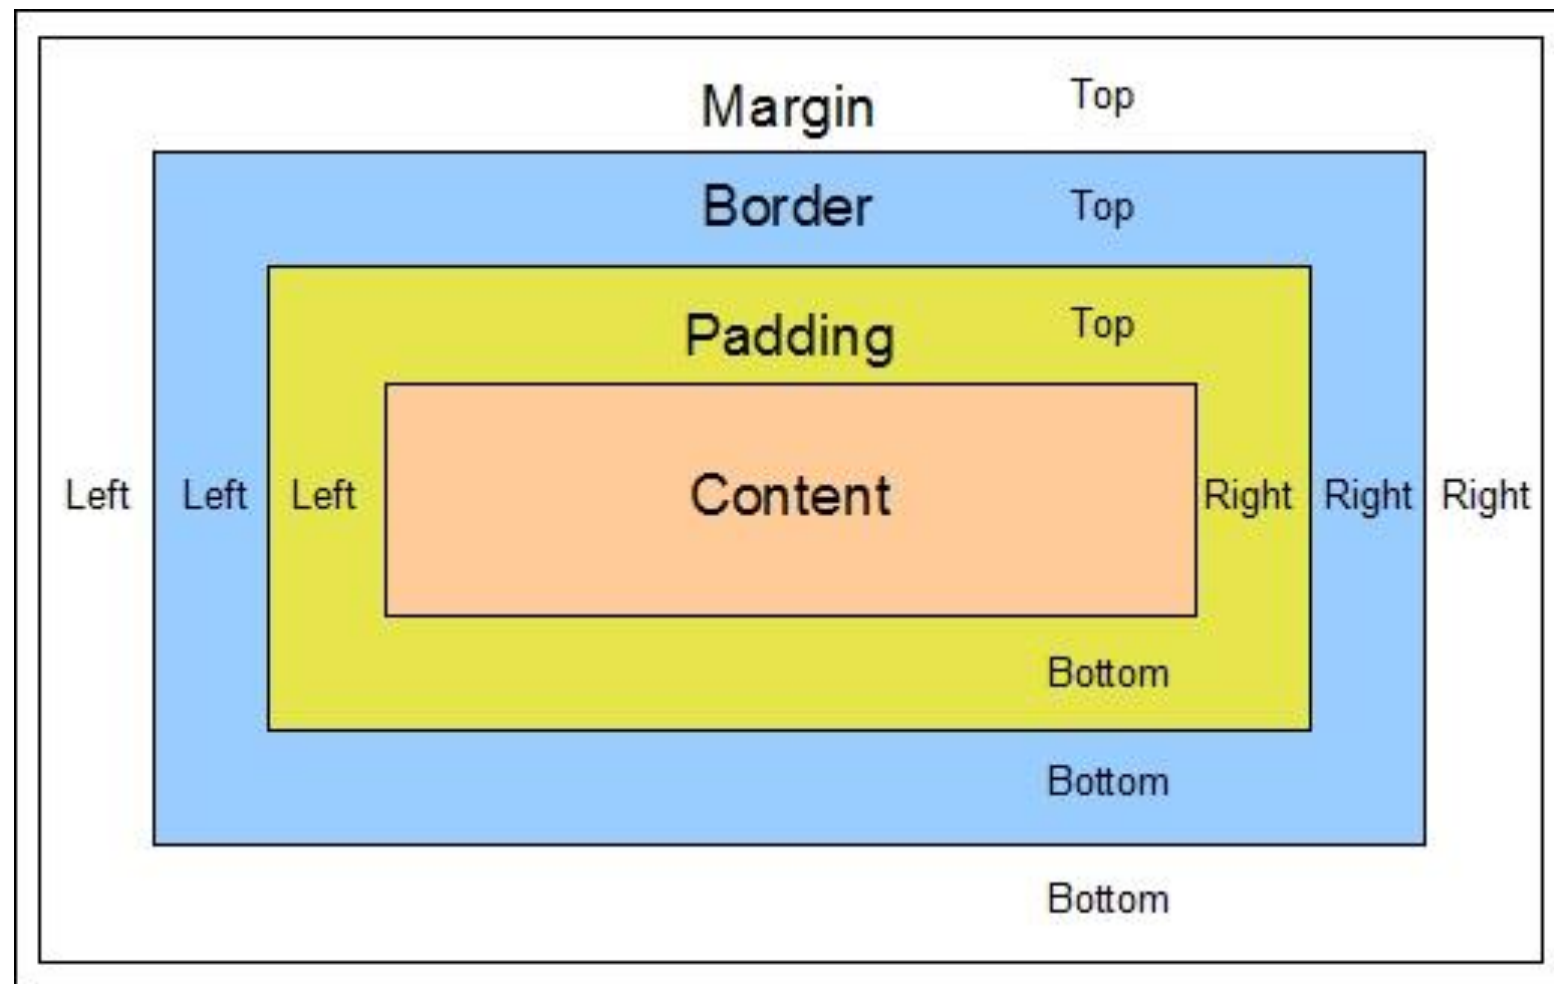 Margin Top
Border Top
Padding Top
Left Left Left Content Right Right Right
Bottom
Bottom
Bottom